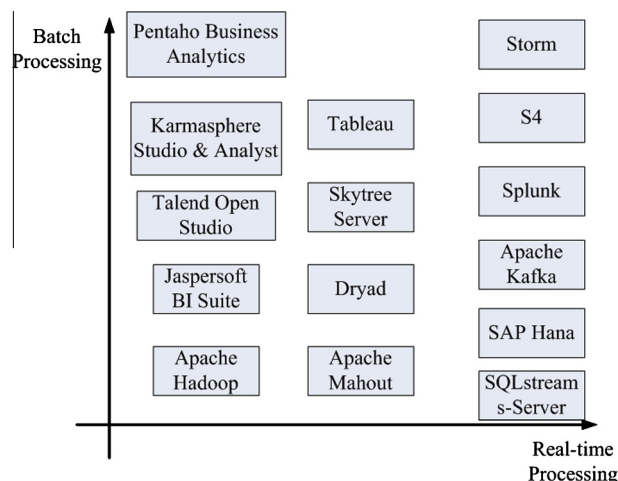 Batch
Processing
Pentaho Business
Analytics
Storm
Karmasphere
Studio & Analyst
Tableau
S4
Talend Open
Studio
Skytree
Server
Splunk
Jaspersoft
BI Suite
Dryad
Apache
Kafka
SAP Hana
Apache
Hadoop
Apache
Mahout
SQLstream
s-Server
Real-time
Processing